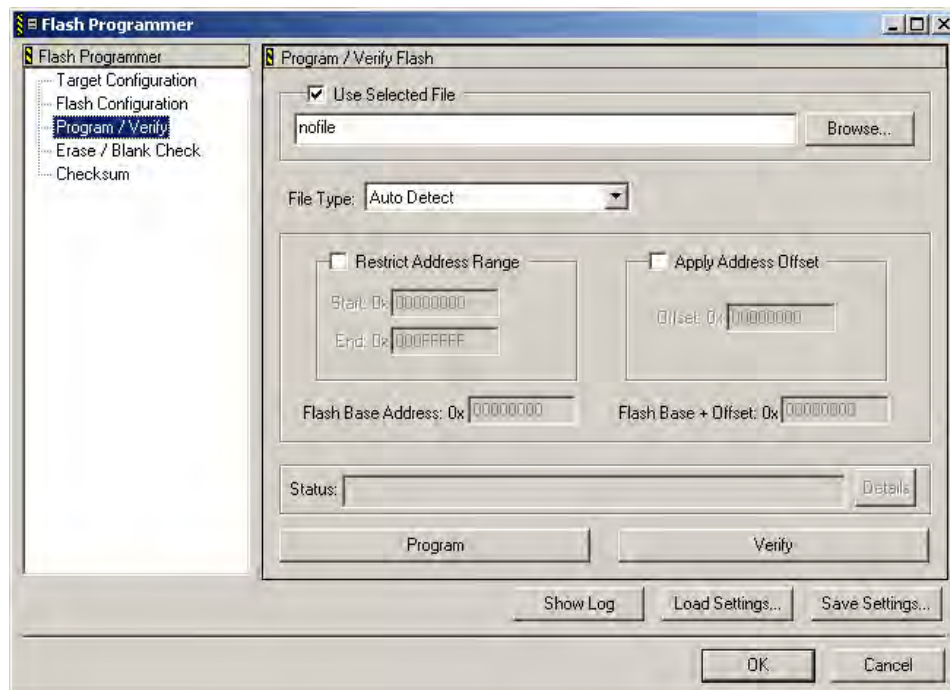 Flash Programmer
Flash Programmer
Target Configuration
Flash Configuration
Program / Verify
Erase / Blank Check
Checksum
Program / Verify Flash
Use Selected File
nofile
Browse...
File Type: Auto Detect
Restrict Address Range
Start: 0x 00000000
End: 0x 000FFFFF
Apply Address Offset
Offset: 0x 00000000
Flash Base Address: 0x 00000000
Flash Base + Offset: 0x 00000000
Status:
Details
Program
Verify
Show Log
Load Settings...
Save Settings...
OK
Cancel